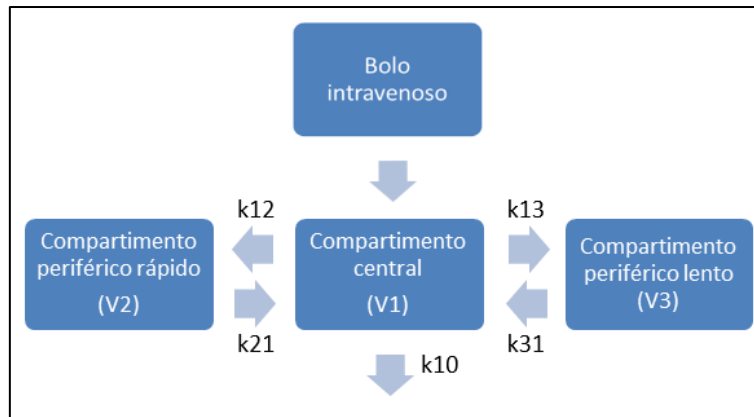 Bolo
intravenoso
k12
k13
Compartimento
periférico rápido
(V2)
Compartimento
central
(V1)
Compartimento
periférico lento
(V3)
k21
k31
k10